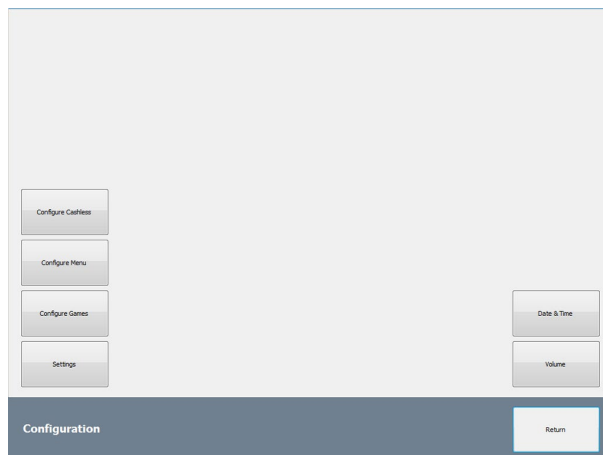 Configure Cashless
Configure Menu
Configure Games
Date & Time
Settings
Volume
Configuration
Return